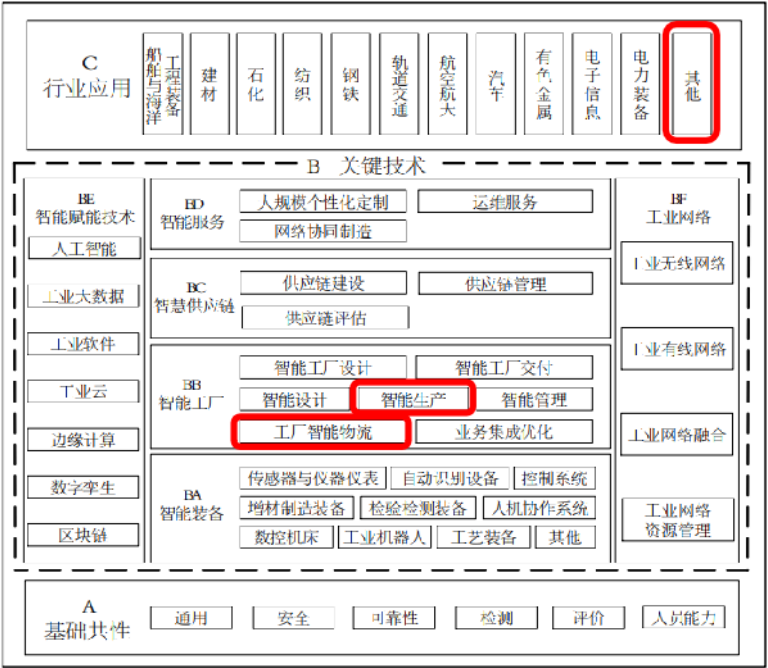 C
行业应用
船舶与海洋
工程装备
建材
石化
纺织
钢铁
轨道交通
航空航天
汽车
有色金属
电子信息
电力装备
其他
B 关键技术
BE
智能赋能技术
人工智能
工业大数据
工业软件
工业云
边缘计算
数字孪生
区块链
BD
智能服务
大规模个性化定制
运维服务
网络协同制造
BC
智慧供应链
供应链建设
供应链管理
供应链评估
BB
智能工厂
智能工厂设计
智能工厂交付
智能设计
智能生产
智能管理
工厂智能物流
业务集成优化
BA
智能装备
传感器与仪器仪表
自动识别设备
控制系统
增材制造装备
检验检测装备
人机协作系统
数控机床
工业机器人
工艺装备
其他
BF
工业网络
工业无线网络
工业有线网络
工业网络融合
工业网络
资源管理
A
基础共性
通用
安全
可靠性
检测
评价
人员能力